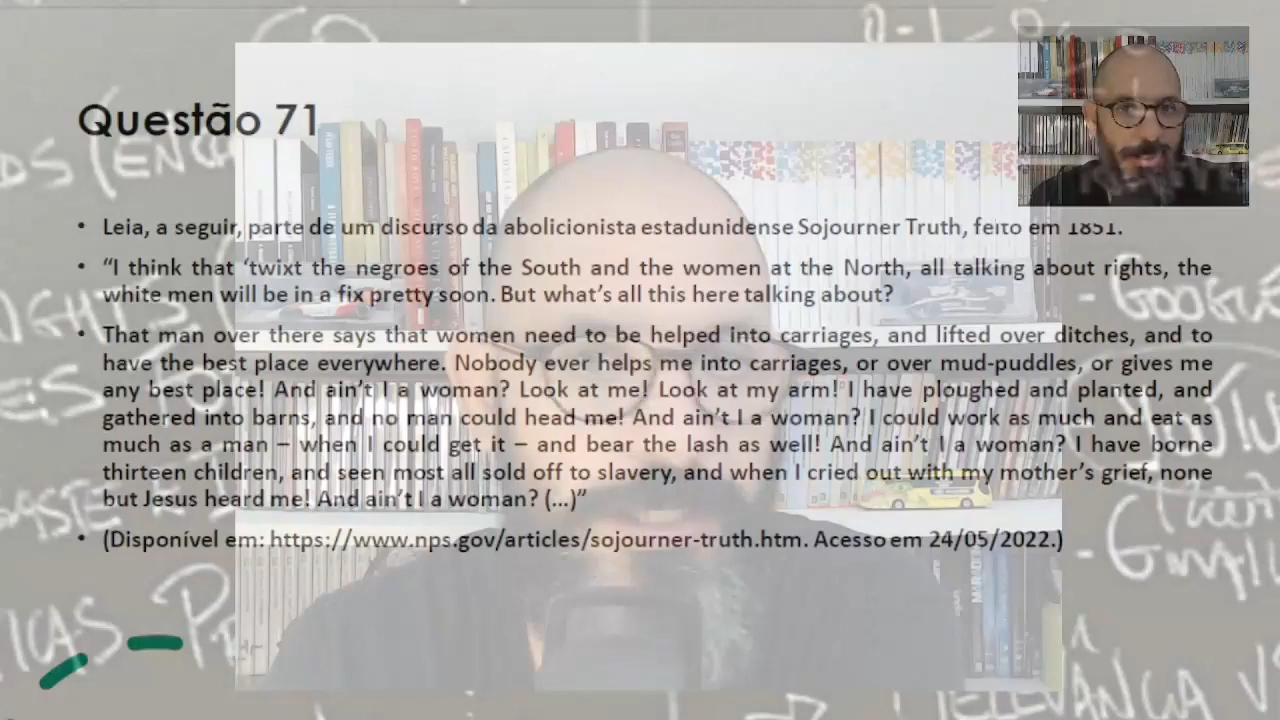 Questão 71
• Leia, a seguir, parte de um discurso da abolicionista estadunidense Sojourner Truth, feito em 1851.
• “I think that ‘twixt the negroes of the South and the women at the North, all talking about rights, the
white men will be in a fix pretty soon. But what’s all this here talking about?
• That man over there says that women need to be helped into carriages, and lifted over ditches, and to
have the best place everywhere. Nobody ever helps me into carriages, or over mud-puddles, or gives me
any best place! And ain’t I a woman? Look at me! Look at my arm! I have ploughed and planted, and
gathered into barns, and no man could head me! And ain’t I a woman? I could work as much and eat as
much as a man – when I could get it – and bear the lash as well! And ain’t I a woman? I have borne
thirteen children, and seen most all sold off to slavery, and when I cried out with my mother’s grief, none
but Jesus heard me! And ain’t I a woman? (...)”
• (Disponível em: https://www.nps.gov/articles/sojourner-truth.htm. Acesso em 24/05/2022.)